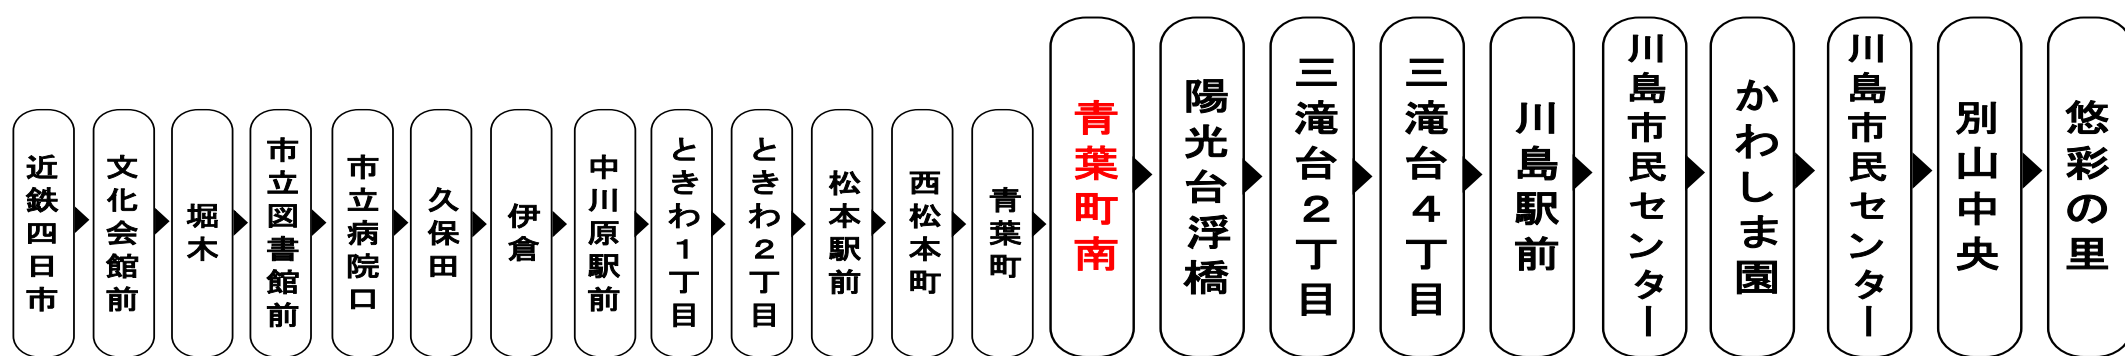 近鉄四日市
文化会館前
堀木
市立図書館前
市立病院口
久保田
伊倉
中川原駅前
ときわ1丁目
ときわ2丁目
松本駅前
西松本町
青葉町
青葉町南
陽光台浮橋
三滝台2丁目
三滝台4丁目
川島駅前
川島市民センター
かわしま園
川島市民センター
別山中央
悠彩の里